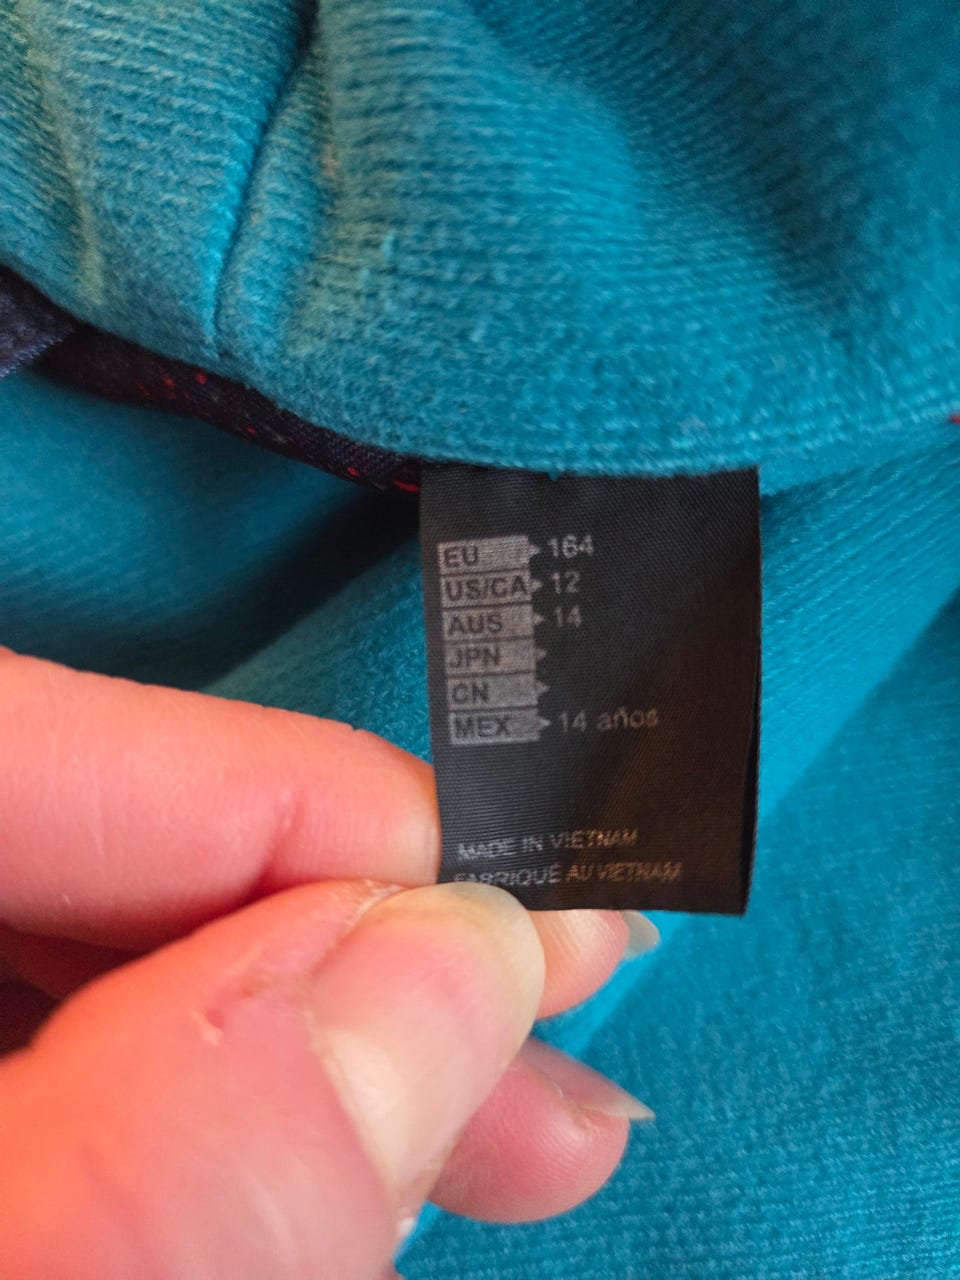 EU 164
US/CA 12
AUS 14
JPN
CN
MEX 14 años
MADE IN VIETNAM
FABRIQUÉ AU VIETNAM